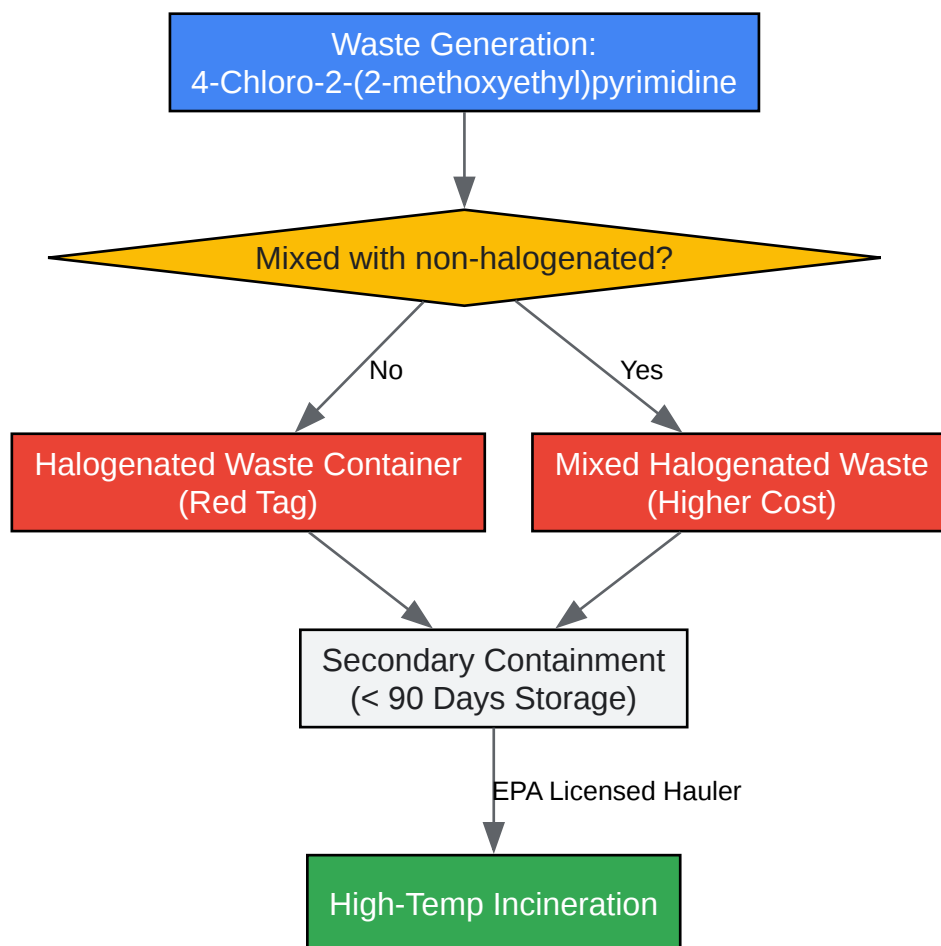 Waste Generation:
4-Chloro-2-(2-methoxyethyl)pyrimidine
Mixed with non-halogenated?
No
Yes
Halogenated Waste Container
(Red Tag)
Mixed Halogenated Waste
(Higher Cost)
Secondary Containment
(< 90 Days Storage)
EPA Licensed Hauler
High-Temp Incineration